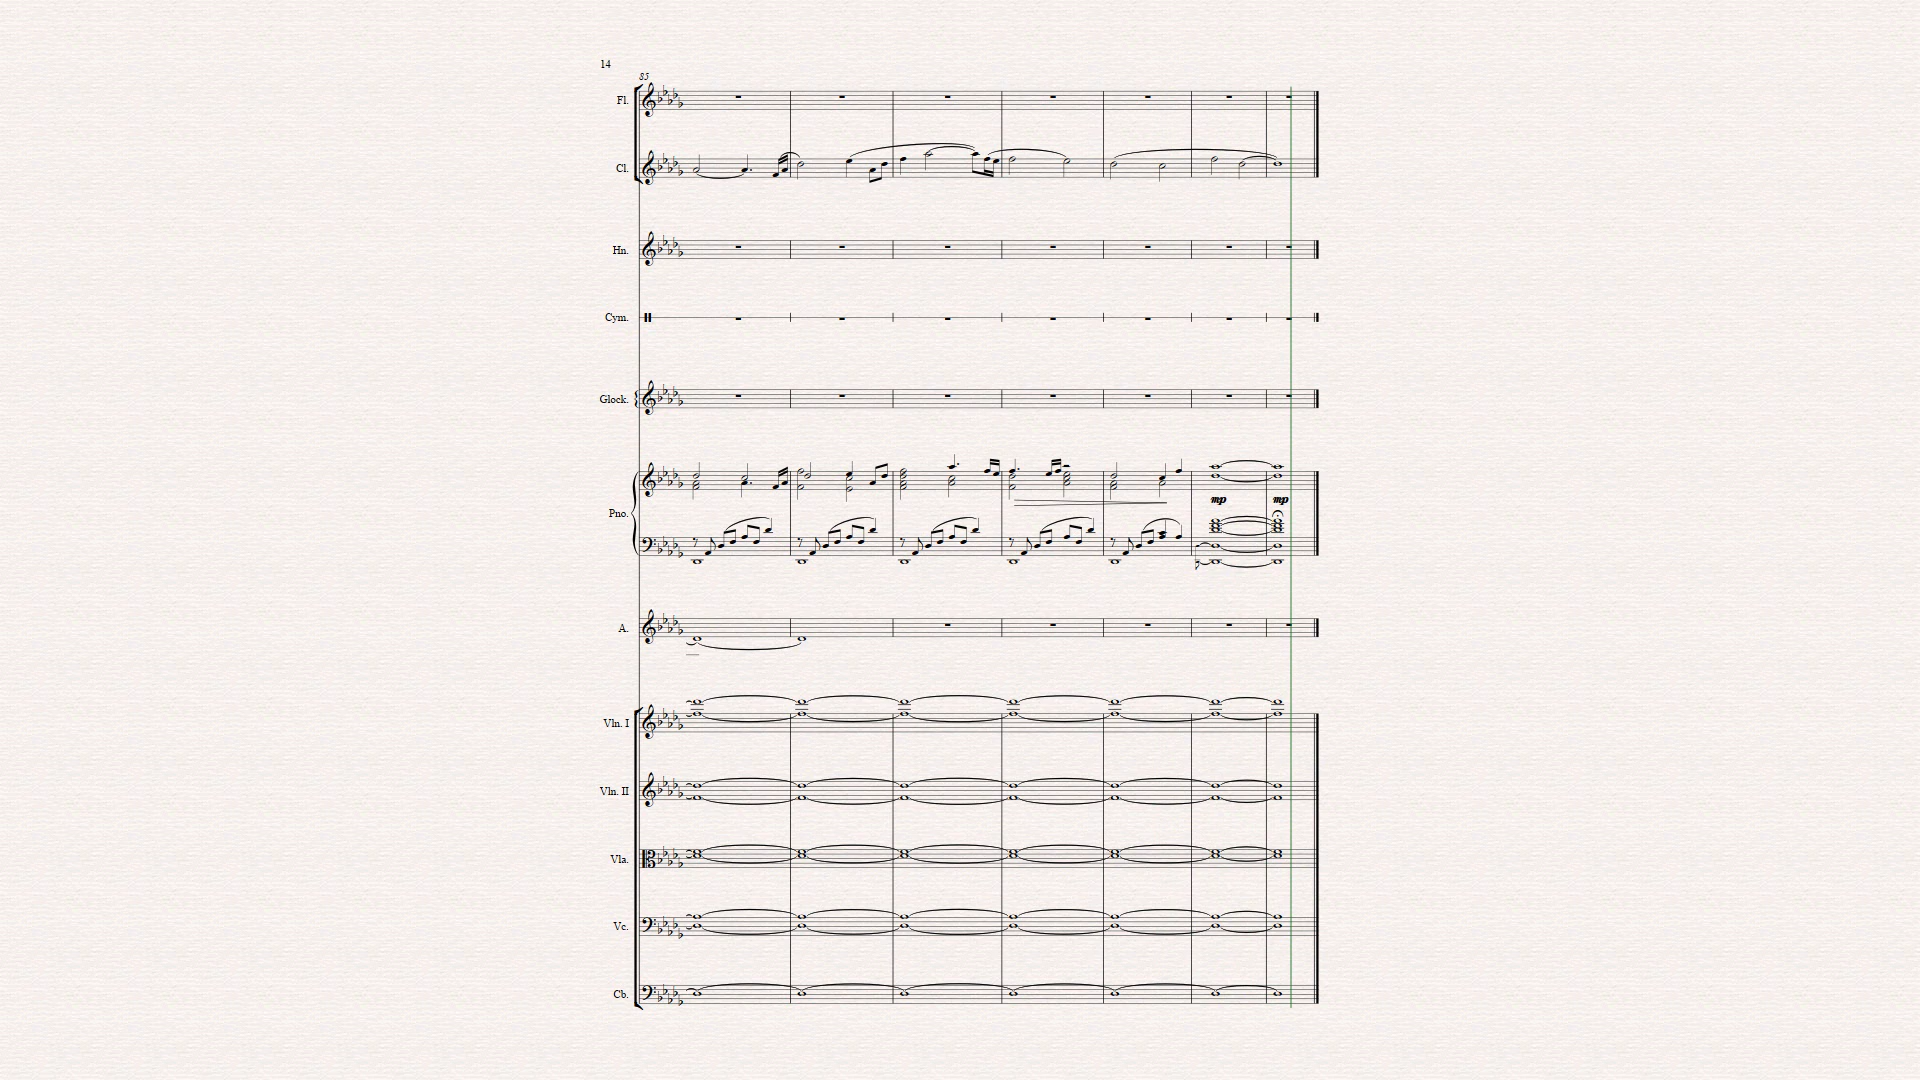 14
85
Fl.
Cl.
Hn.
Cym.
Glock.
Pno.
mp mp
A.
Vln. I
Vln. II
Vla.
Vc.
Cb.